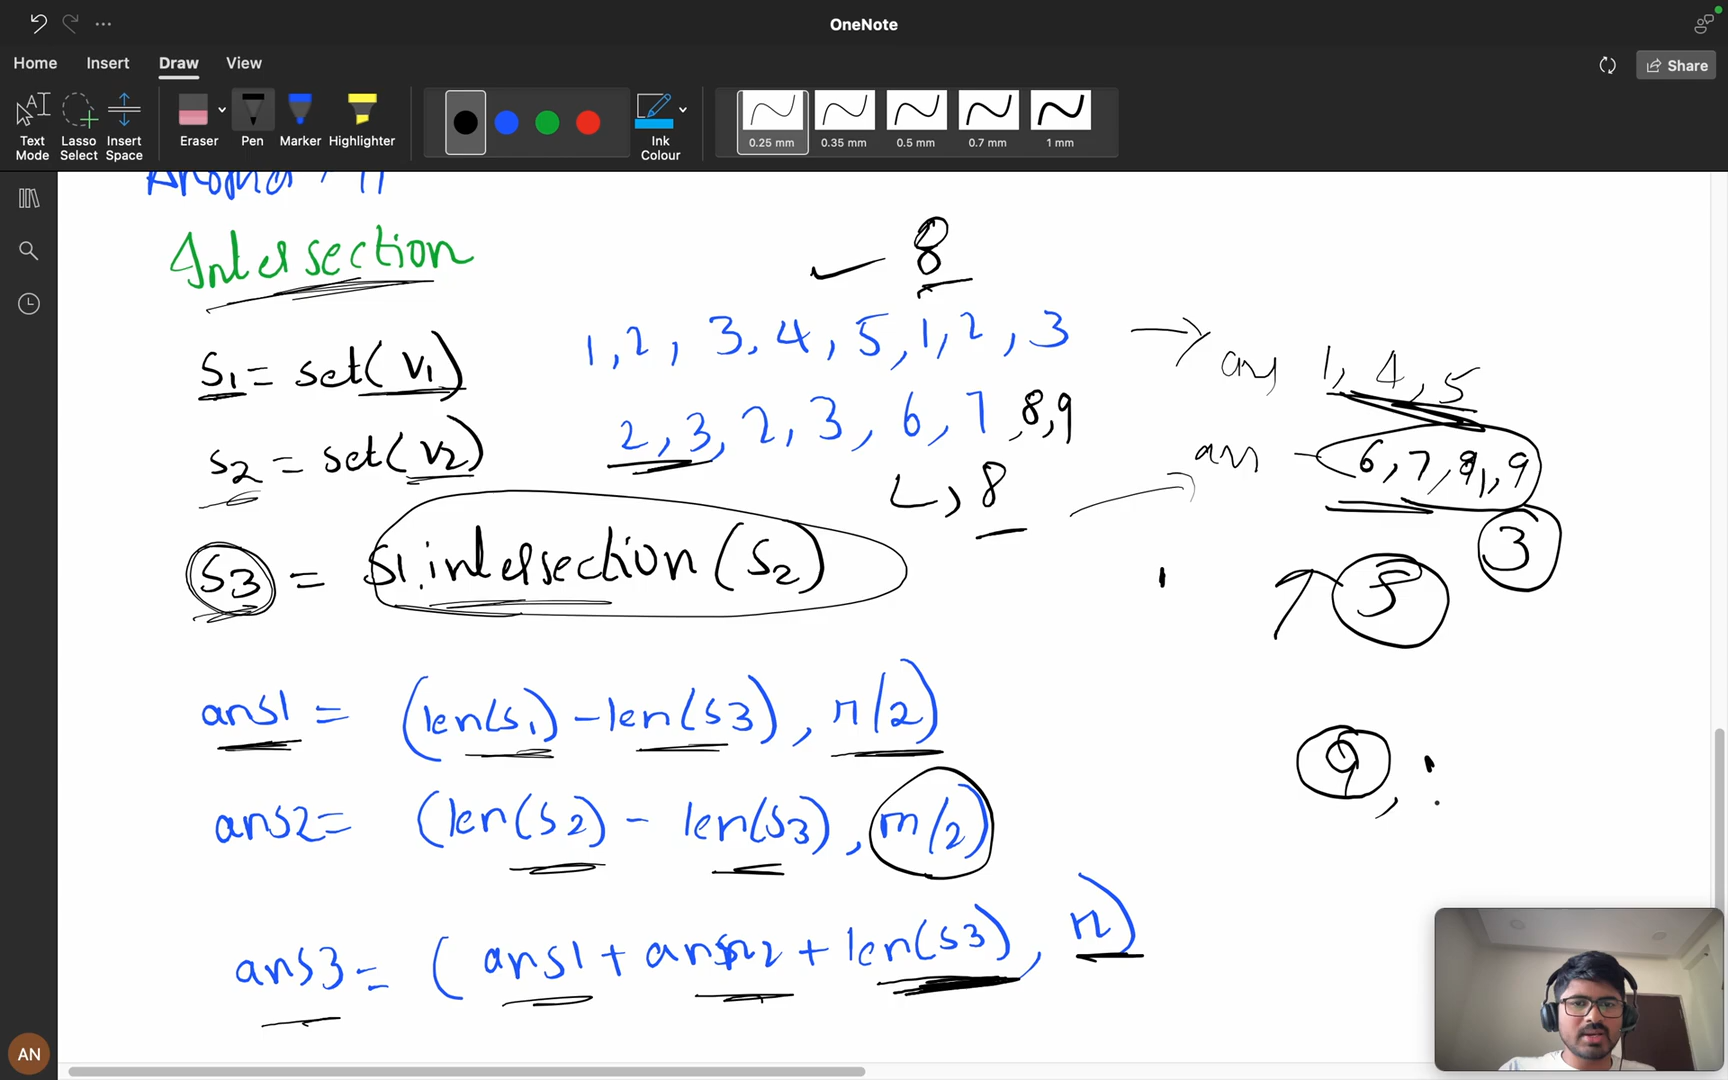 OneNote
Home Insert Draw View
Share
Text Mode
Lasso Select
Insert Space
Eraser
Pen
Marker
Highlighter
Ink Colour
0.25 mm
0.35 mm
0.5 mm
0.7 mm
1 mm
Intersection
8
s1 = set(v1)
1, 2, 3, 4, 5, 1, 2, 3
1, 4, 5
s2 = set(v2)
2, 3, 2, 3, 6, 7, 8, 9
6, 7, 8, 9
, 8
3
s3 = s1.intersection(s2)
ans1 = (len(s1) - len(s3), n/2)
9,
ans2 = (len(s2) - len(s3), n/2)
ans3 = (ans1 + ans2 + len(s3), n)
AN